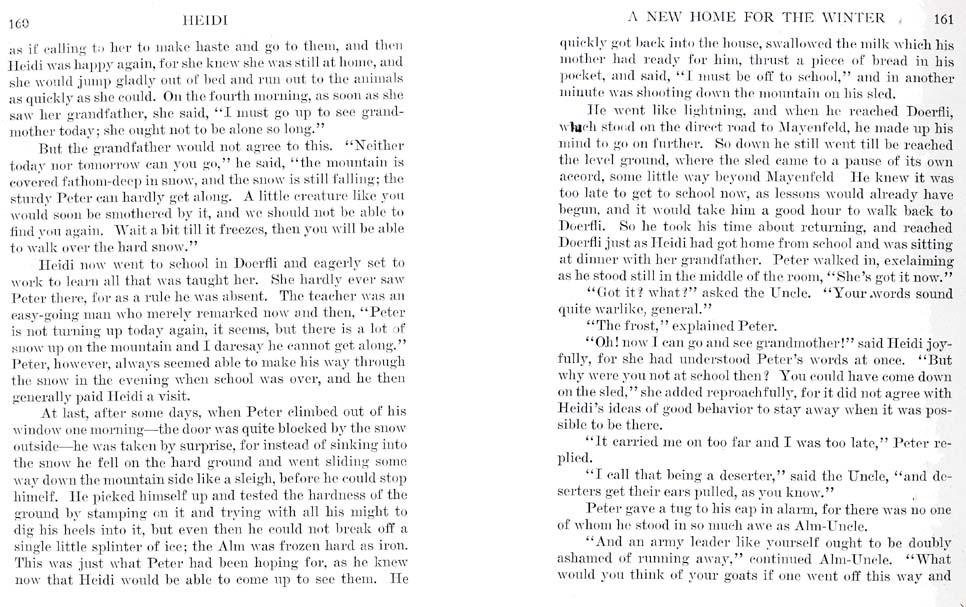 160 HEIDI
as if calling to her to make haste and go to them, and then
Heidi was happy again, for she knew she was still at home, and
she would jump gladly out of bed and run out to the animals
as quickly as she could. On the fourth morning, as soon as she
saw her grandfather, she said, “I must go up to see grand-
mother today; she ought not to be alone so long.”
But the grandfather would not agree to this. “Neither
today nor tomorrow can you go,” he said, “the mountain is
covered fathom-deep in snow, and the snow is still falling; the
sturdy Peter can hardly get along. A little creature like you
would soon be smothered by it, and we should not be able to
find you again. Wait a bit till it freezes, then you will be able
to walk over the hard snow.”
Heidi now went to school in Doerfli and eagerly set to
work to learn all that was taught her. She hardly ever saw
Peter there, for as a rule he was absent. The teacher was an
easy-going man who merely remarked now and then, “Peter
is not turning up today again, it seems, but there is a lot of
snow up on the mountain and I daresay he cannot get along.”
Peter, however, always seemed able to make his way through
the snow in the evening when school was over, and he then
generally paid Heidi a visit.
At last, after some days, when Peter climbed out of his
window one morning—the door was quite blocked by the snow
outside—he was taken by surprise, for instead of sinking into
the snow he fell on the hard ground and went sliding some
way down the mountain side like a sleigh, before he could stop
himelf. He picked himself up and tested the hardness of the
ground by stamping on it and trying with all his might to
dig his heels into it, but even then he could not break off a
single little splinter of ice; the Alm was frozen hard as iron.
This was just what Peter had been hoping for, as he knew
now that Heidi would be able to come up to see them. He
A NEW HOME FOR THE WINTER 161
quickly got back into the house, swallowed the milk which his
mother had ready for him, thrust a piece of bread in his
pocket, and said, “I must be off to school,” and in another
minute was shooting down the mountain on his sled.
He went like lightning, and when he reached Doerfli,
which stood on the direct road to Mayenfeld, he made up his
mind to go on further. So down he still went till be reached
the level ground, where the sled came to a pause of its own
accord, some little way beyond Mayenfeld He knew it was
too late to get to school now, as lessons would already have
begun, and it would take him a good hour to walk back to
Doerfli. So he took his time about returning, and reached
Doerfli just as Heidi had got home from school and was sitting
at dinner with her grandfather. Peter walked in, exclaiming
as he stood still in the middle of the room, “She's got it now.”
“Got it? what?” asked the Uncle. “Your words sound
quite warlike, general.”
“The frost,” explained Peter.
“Oh! now I can go and see grandmother!” said Heidi joy-
fully, for she had understood Peter's words at once. “But
why were you not at school then? You could have come down
on the sled,” she added reproachfully, for it did not agree with
Heidi's ideas of good behavior to stay away when it was pos-
sible to be there.
“It carried me on too far and I was too late,” Peter re-
plied.
“I call that being a deserter,” said the Uncle, “and de-
serters get their ears pulled, as you know.”
Peter gave a tug to his cap in alarm, for there was no one
of whom he stood in so much awe as Alm-Uncle.
“And an army leader like yourself ought to be doubly
ashamed of running away,” continued Alm-Uncle. “What
would you think of your goats if one went off this way and